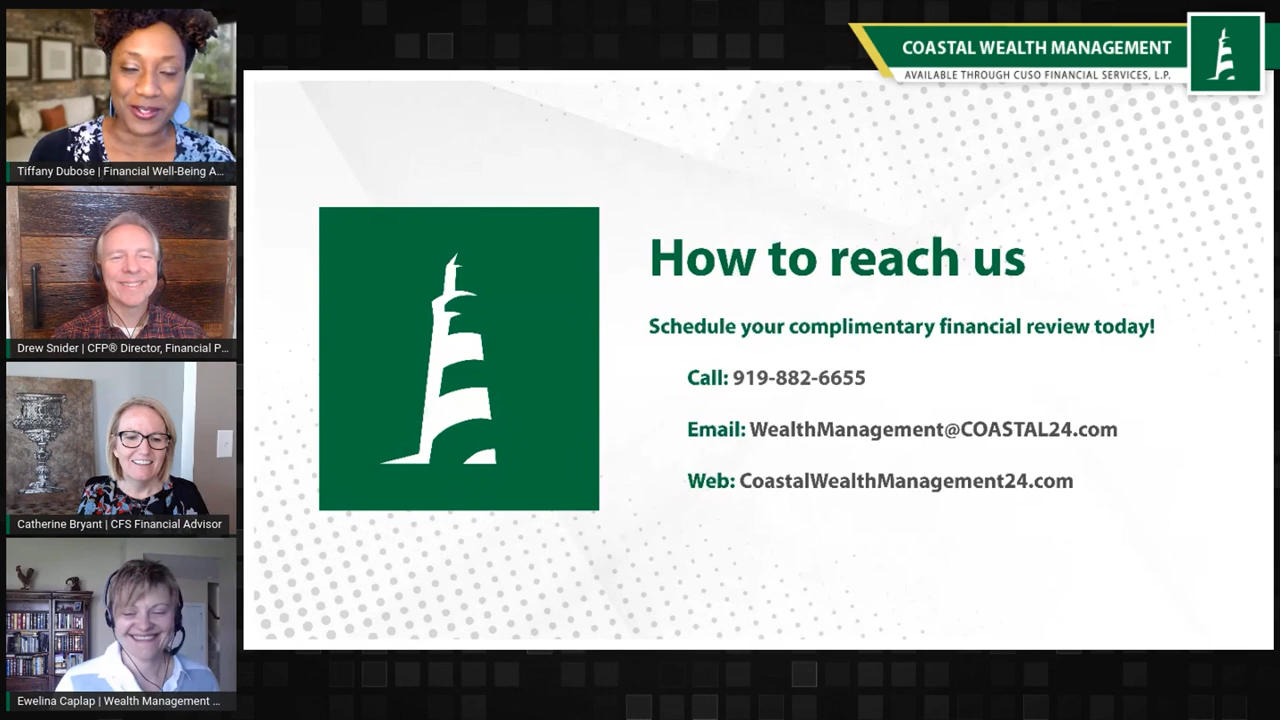 COASTAL WEALTH MANAGEMENT
AVAILABLE THROUGH CUSO FINANCIAL SERVICES, L.P.
Tiffany Dubose | Financial Well-Being A...
Drew Snider | CFP® Director, Financial P...
Catherine Bryant | CFS Financial Advisor
Ewelina Caplap | Wealth Management ...
How to reach us
Schedule your complimentary financial review today!
Call: 919-882-6655
Email: WealthManagement@COASTAL24.com
Web: CoastalWealthManagement24.com